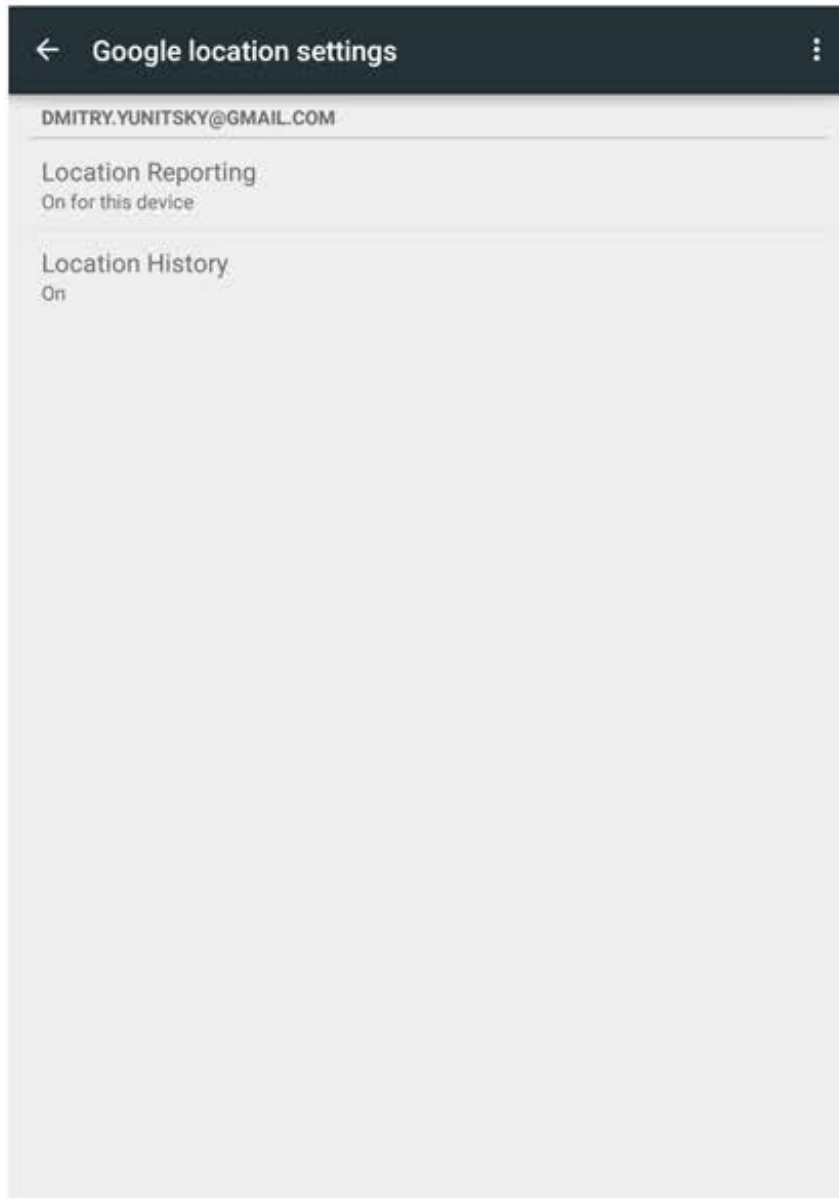 Google location settings
DMITRY.YUNITSKY@GMAIL.COM
Location Reporting
On for this device
Location History
On